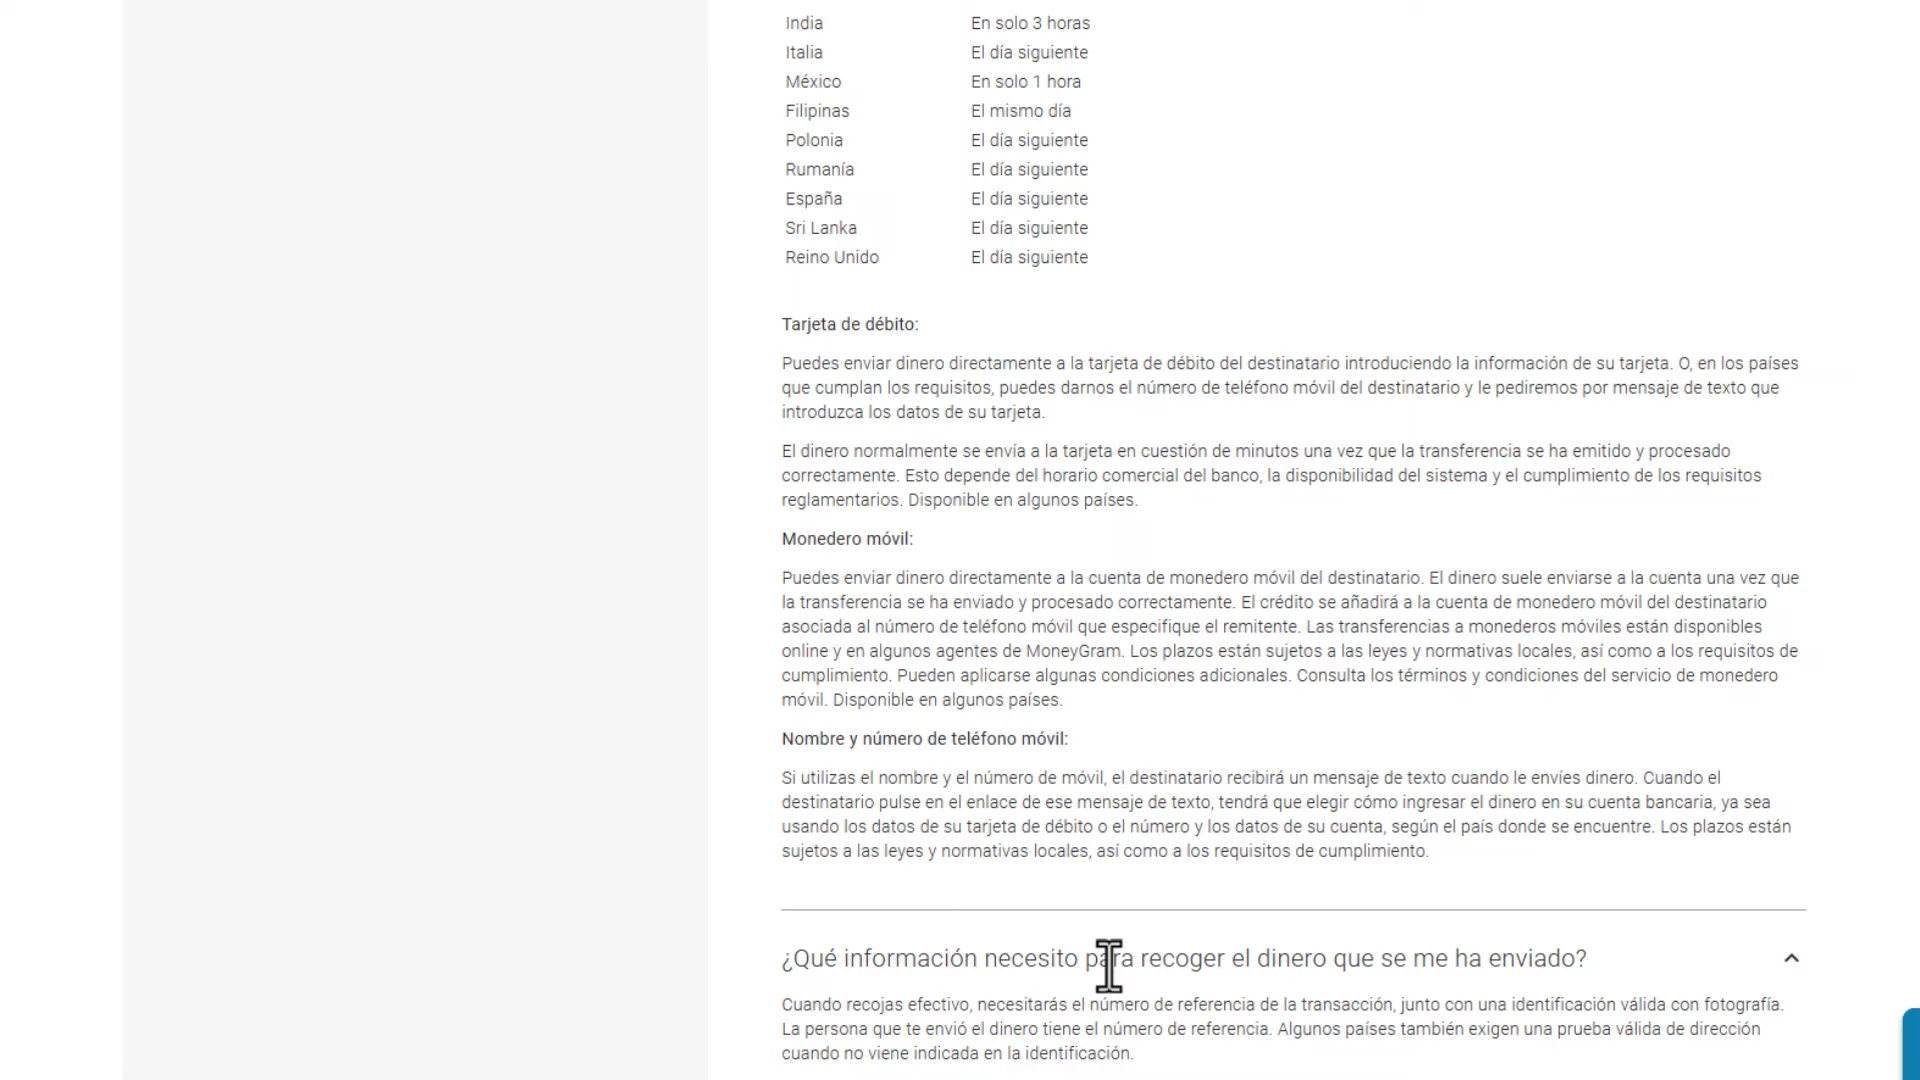 India En solo 3 horas
Italia El día siguiente
México En solo 1 hora
Filipinas El mismo día
Polonia El día siguiente
Rumanía El día siguiente
España El día siguiente
Sri Lanka El día siguiente
Reino Unido El día siguiente
Tarjeta de débito:
Puedes enviar dinero directamente a la tarjeta de débito del destinatario introduciendo la información de su tarjeta. O, en los países
que cumplan los requisitos, puedes darnos el número de teléfono móvil del destinatario y le pediremos por mensaje de texto que
introduzca los datos de su tarjeta.
El dinero normalmente se envía a la tarjeta en cuestión de minutos una vez que la transferencia se ha emitido y procesado
correctamente. Esto depende del horario comercial del banco, la disponibilidad del sistema y el cumplimiento de los requisitos
reglamentarios. Disponible en algunos países.
Monedero móvil:
Puedes enviar dinero directamente a la cuenta de monedero móvil del destinatario. El dinero suele enviarse a la cuenta una vez que
la transferencia se ha enviado y procesado correctamente. El crédito se añadirá a la cuenta de monedero móvil del destinatario
asociada al número de teléfono móvil que especifique el remitente. Las transferencias a monederos móviles están disponibles
online y en algunos agentes de MoneyGram. Los plazos están sujetos a las leyes y normativas locales, así como a los requisitos de
cumplimiento. Pueden aplicarse algunas condiciones adicionales. Consulta los términos y condiciones del servicio de monedero
móvil. Disponible en algunos países.
Nombre y número de teléfono móvil:
Si utilizas el nombre y el número de móvil, el destinatario recibirá un mensaje de texto cuando le envíes dinero. Cuando el
destinatario pulse en el enlace de ese mensaje de texto, tendrá que elegir cómo ingresar el dinero en su cuenta bancaria, ya sea
usando los datos de su tarjeta de débito o el número y los datos de su cuenta, según el país donde se encuentre. Los plazos están
sujetos a las leyes y normativas locales, así como a los requisitos de cumplimiento.
¿Qué información necesito para recoger el dinero que se me ha enviado?
Cuando recojas efectivo, necesitarás el número de referencia de la transacción, junto con una identificación válida con fotografía.
La persona que te envió el dinero tiene el número de referencia. Algunos países también exigen una prueba válida de dirección
cuando no viene indicada en la identificación.